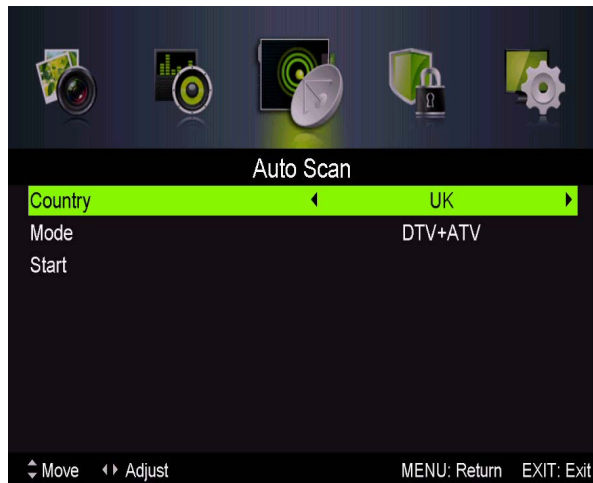 Auto Scan
Country UK
Mode DTV+ATV
Start
Move Adjust MENU: Return EXIT: Exit